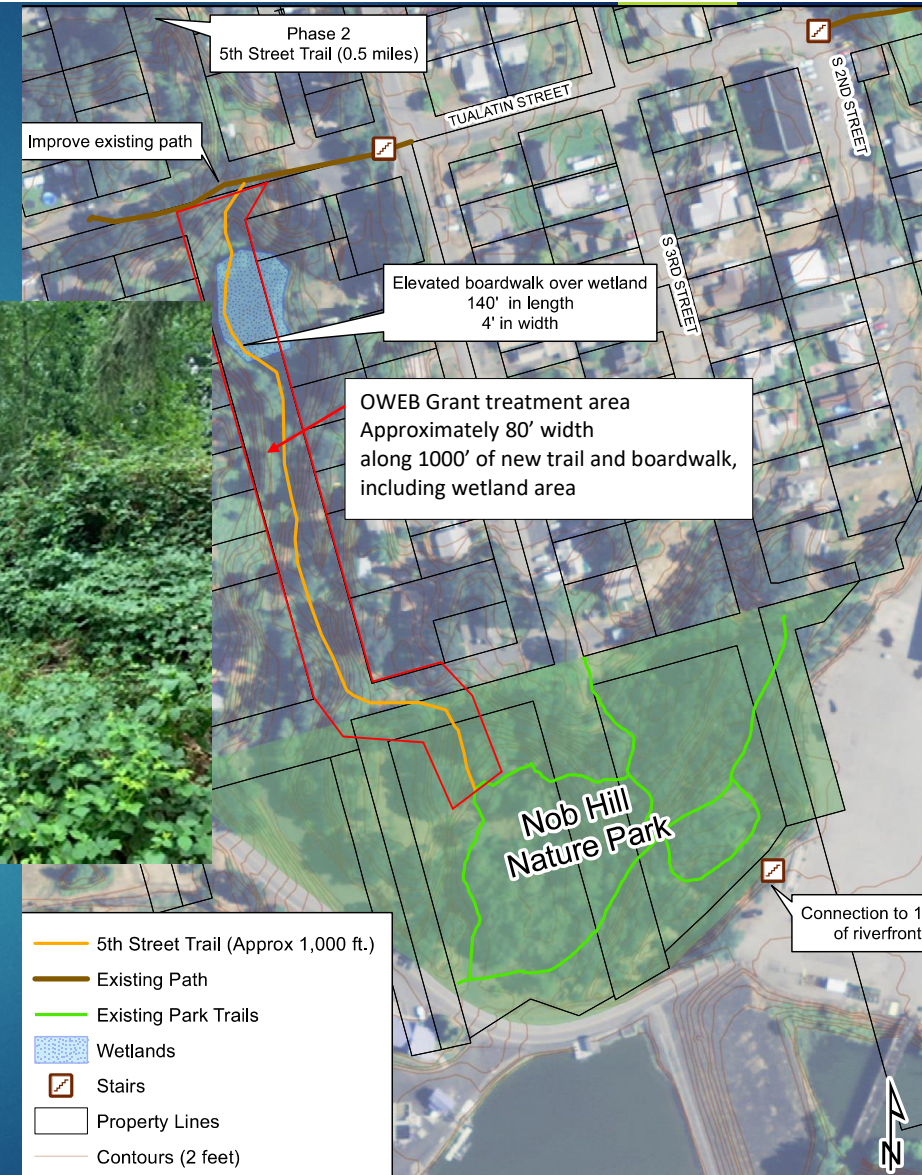 Phase 2
5th Street Trail (0.5 miles)
TUALATIN STREET
S 2ND STREET
Improve existing path
S 3RD STREET
Elevated boardwalk over wetland
140' in length
4' in width
OWEB Grant treatment area
Approximately 80’ width
along 1000’ of new trail and boardwalk,
including wetland area
Nob Hill
Nature Park
Connection to 1
of riverfront
5th Street Trail (Approx 1,000 ft.)
Existing Path
Existing Park Trails
Wetlands
Stairs
Property Lines
Contours (2 feet)
N